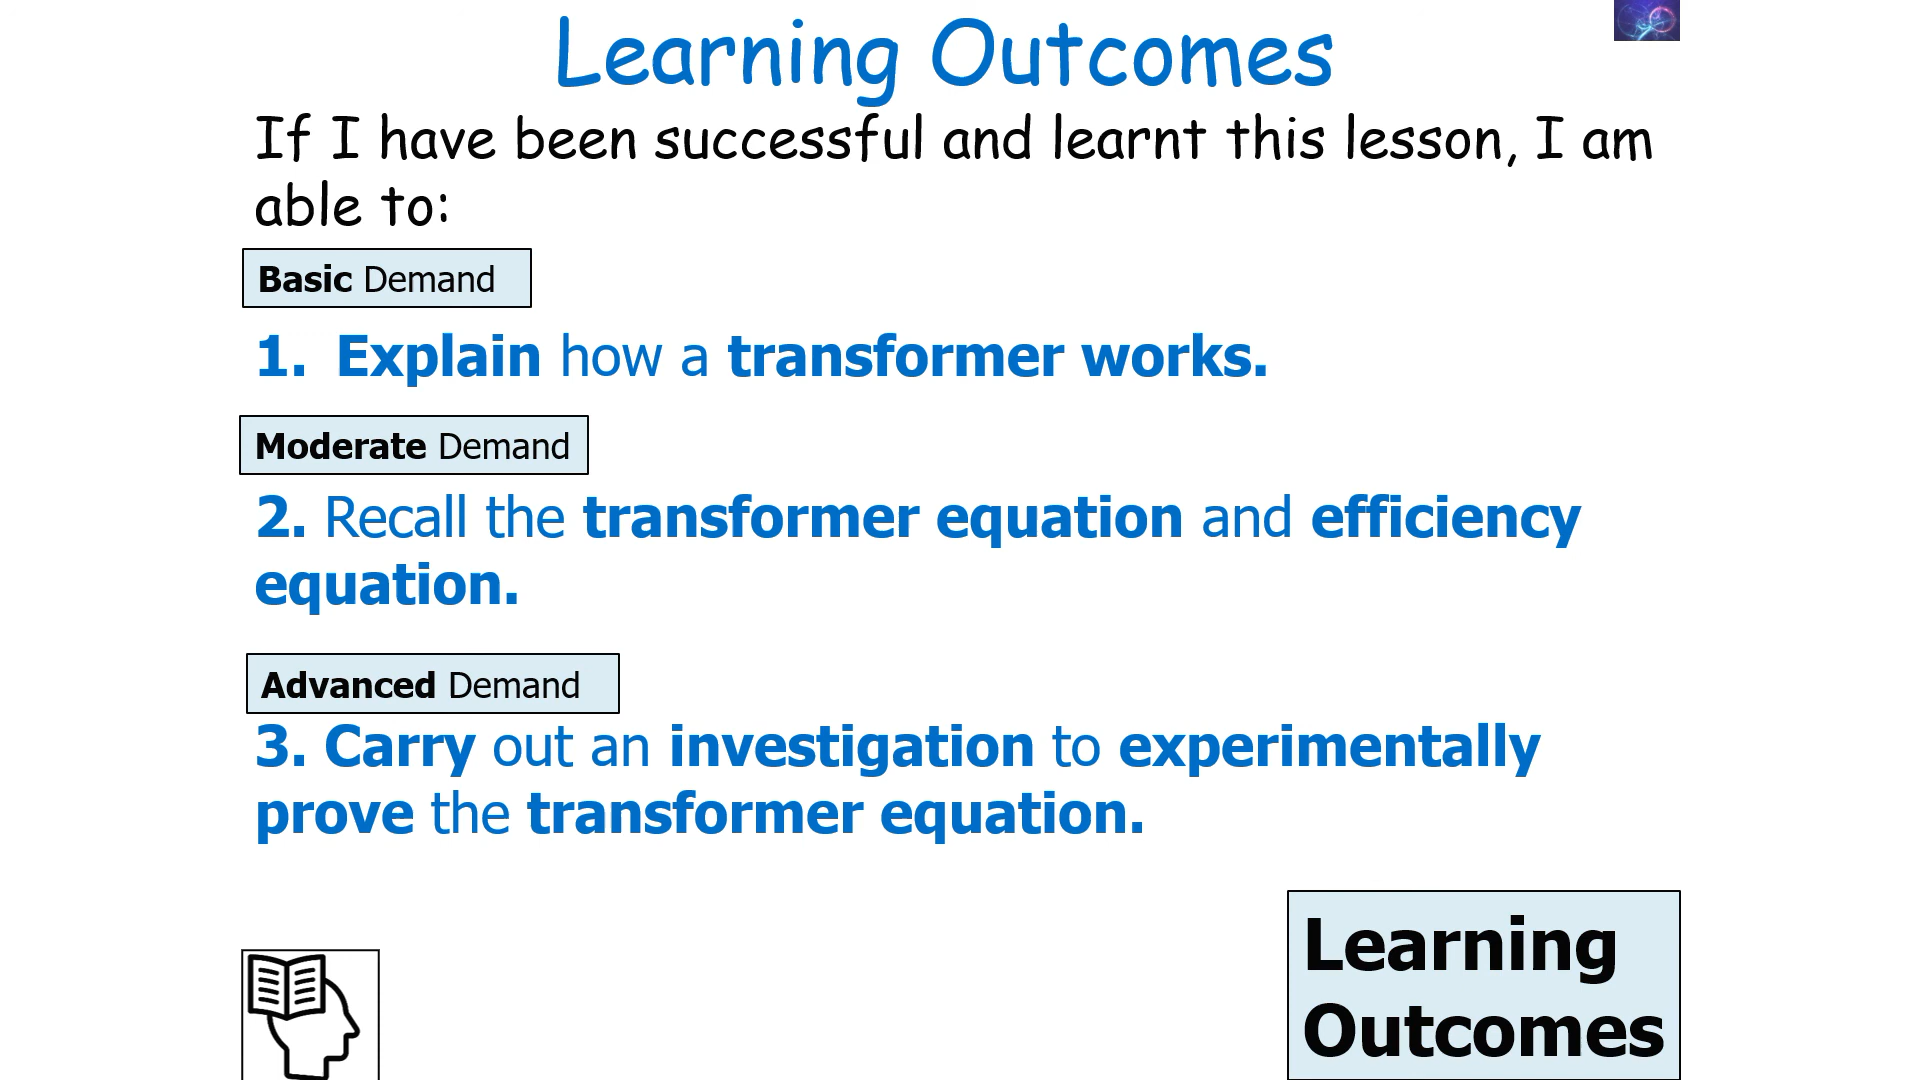 Learning Outcomes
If I have been successful and learnt this lesson, I am
able to:
Basic Demand
1. Explain how a transformer works.
Moderate Demand
2. Recall the transformer equation and efficiency
equation.
Advanced Demand
3. Carry out an investigation to experimentally
prove the transformer equation.
Learning
Outcomes